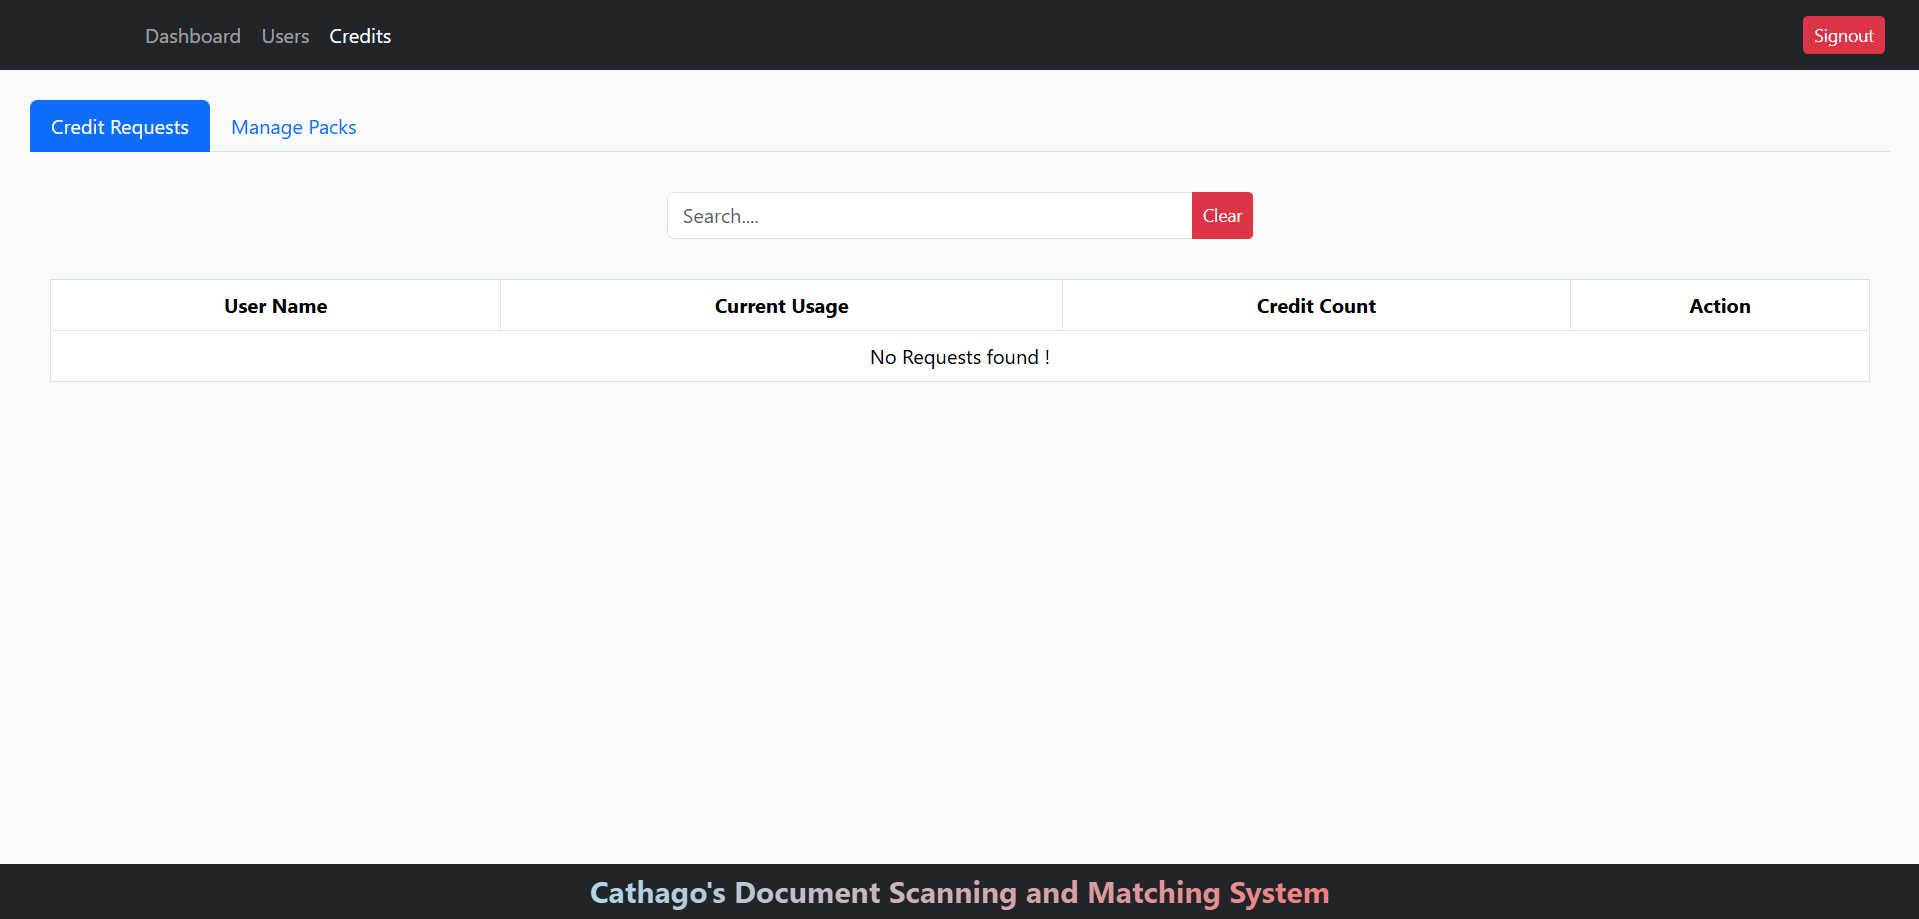 Dashboard Users Credits Signout
Credit Requests Manage Packs
Search.... Clear
User Name Current Usage Credit Count Action
No Requests found !
Cathago's Document Scanning and Matching System